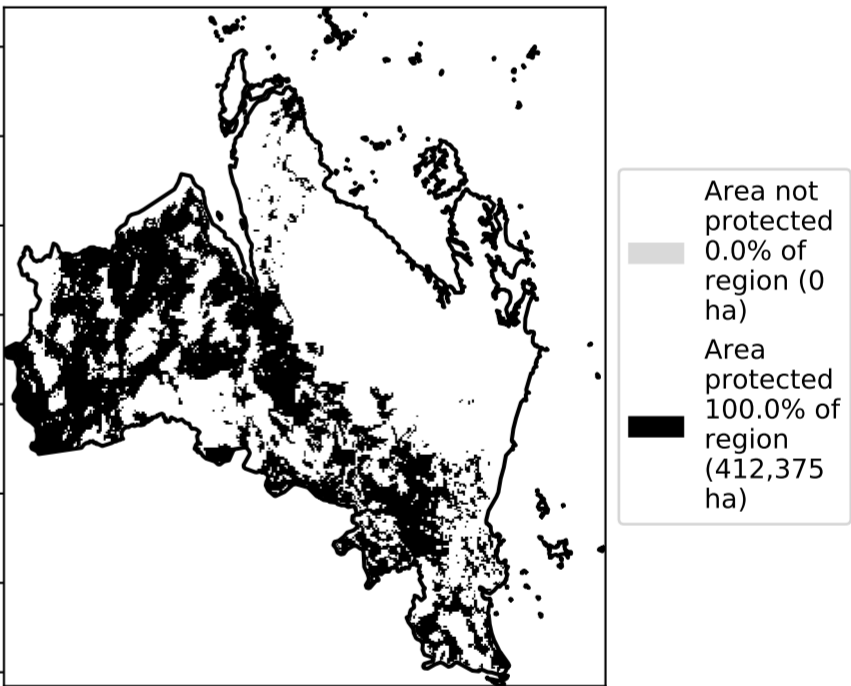 Area not
protected
0.0% of
region (0
ha)
Area
protected
100.0% of
region
(412,375
ha)